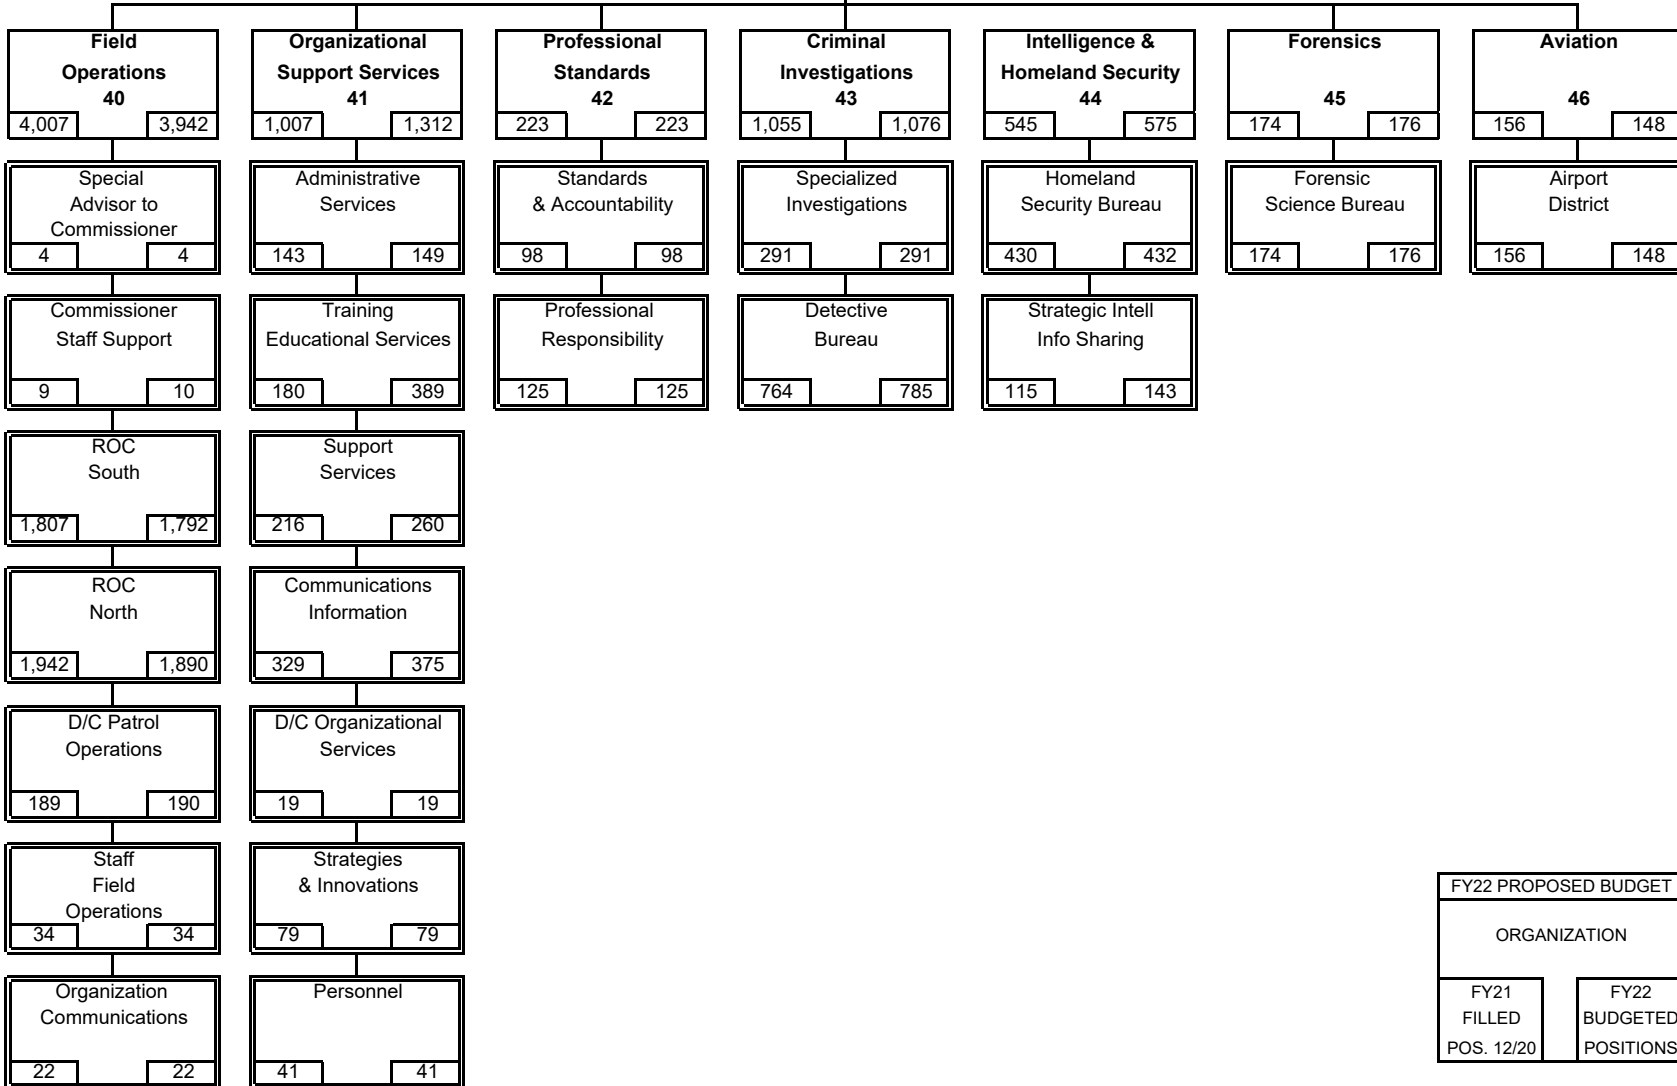 Field
Operations
40
4,007 3,942
Organizational
Support Services
41
1,007 1,312
Professional
Standards
42
223 223
Criminal
Investigations
43
1,055 1,076
Intelligence &
Homeland Security
44
545 575
Forensics
45
174 176
Aviation
46
156 148
Special
Advisor to
Commissioner
4 4
Administrative
Services
143 149
Standards
& Accountability
98 98
Specialized
Investigations
291 291
Homeland
Security Bureau
430 432
Forensic
Science Bureau
174 176
Airport
District
156 148
Commissioner
Staff Support
9 10
Training
Educational Services
180 389
Professional
Responsibility
125 125
Detective
Bureau
764 785
Strategic Intell
Info Sharing
115 143
ROC
South
1,807 1,792
Support
Services
216 260
ROC
North
1,942 1,890
Communications
Information
329 375
D/C Patrol
Operations
189 190
D/C Organizational
Services
19 19
Staff
Field
Operations
34 34
Strategies
& Innovations
79 79
Organization
Communications
22 22
Personnel
41 41
FY22 PROPOSED BUDGET
ORGANIZATION
FY21
FILLED
POS. 12/20
FY22
BUDGETED
POSITIONS